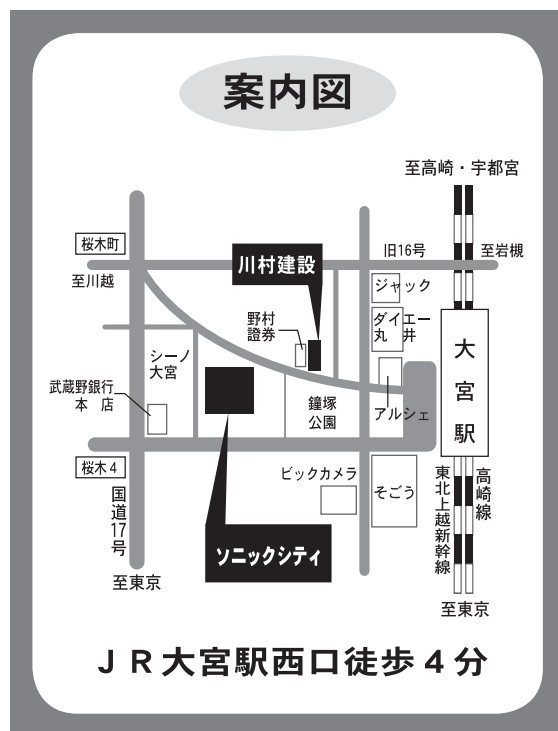 案内図
至高崎・宇都宮
桜木町
川村建設
旧16号
至岩槻
至川越
ジャック
野村
證券
ダイエー
丸　井
シーノ
大宮
大宮駅
武蔵野銀行
本　店
鐘塚
公園
アルシェ
桜木4
ビックカメラ
そごう
国道17号
東北上越新幹線
高崎線
ソニックシティ
至東京
至東京
ＪＲ大宮駅西口徒歩４分